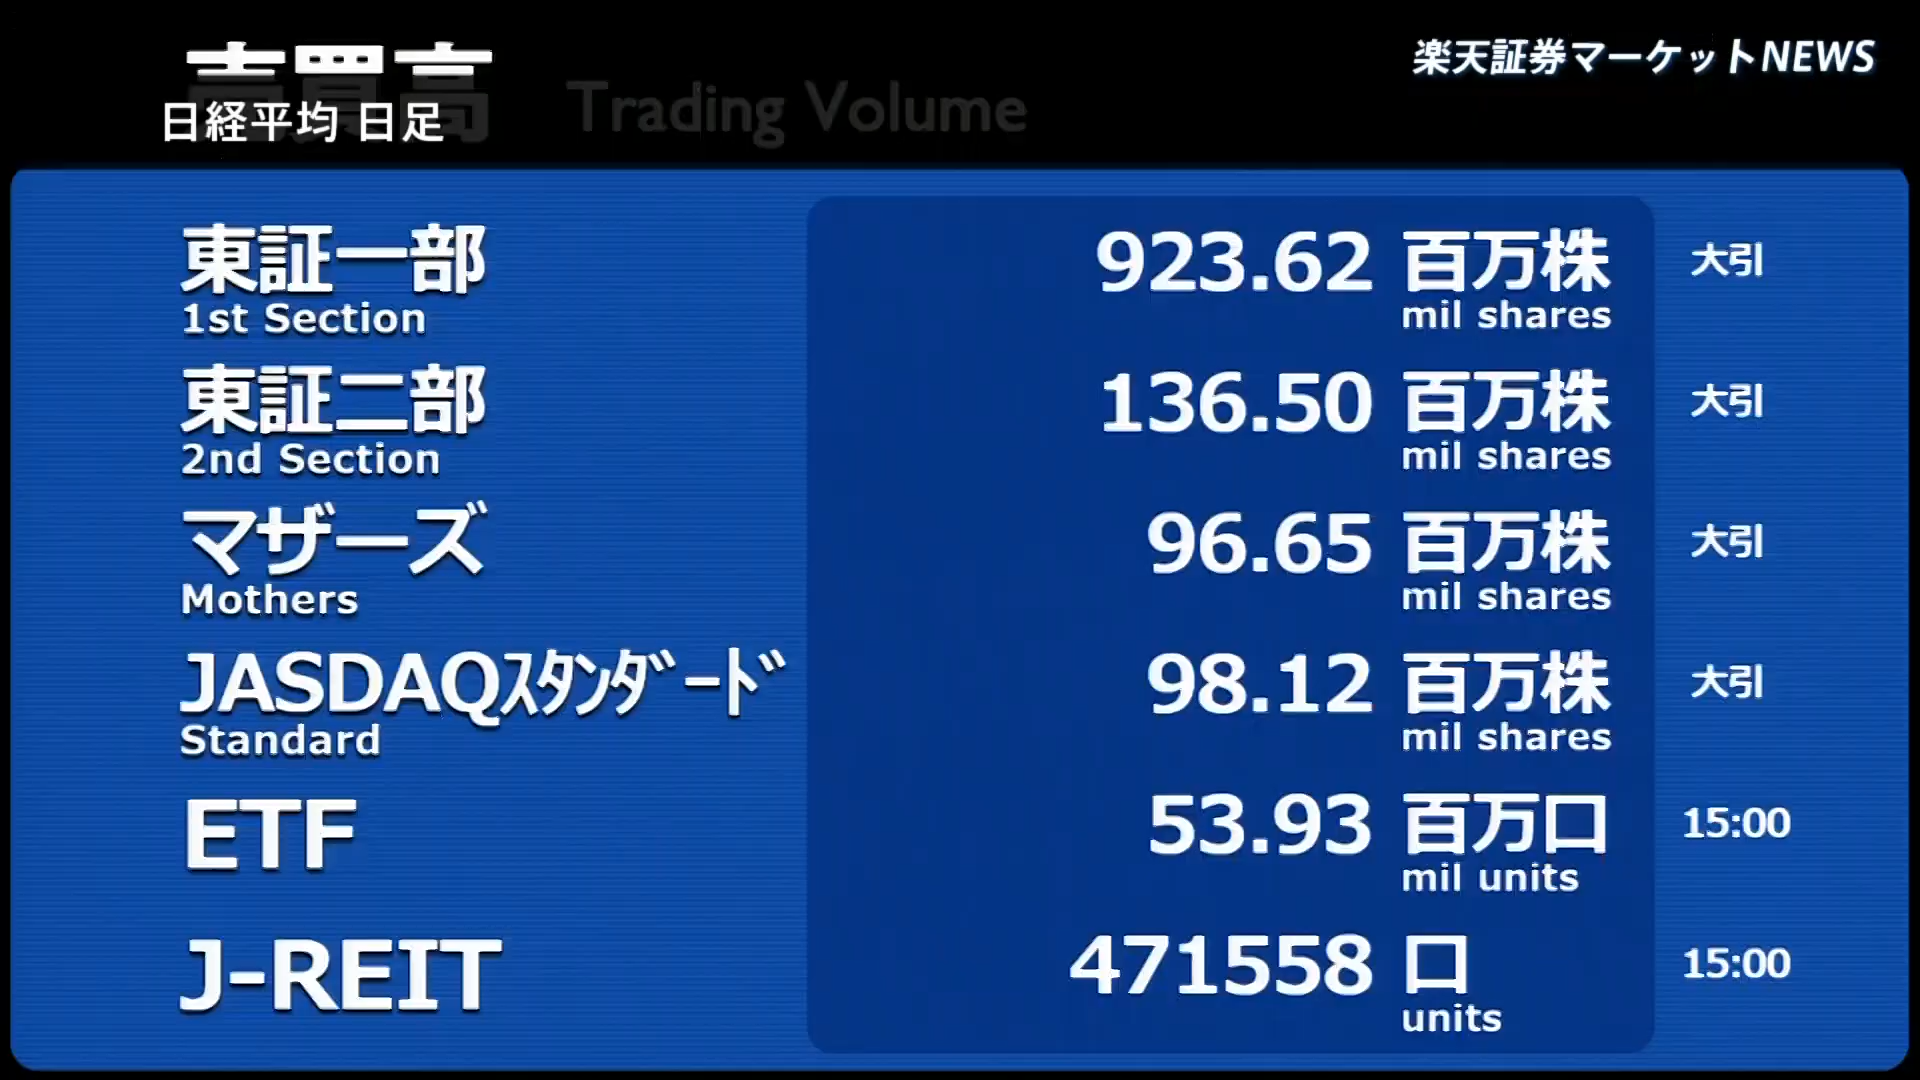 売買高 Trading Volume
日経平均 日足
楽天証券マーケットNEWS
東証一部 923.62 百万株 大引
1st Section mil shares
東証二部 136.50 百万株 大引
2nd Section mil shares
マザーズ 96.65 百万株 大引
Mothers mil shares
JASDAQｽﾀﾝﾀﾞｰﾄﾞ 98.12 百万株 大引
Standard mil shares
ETF 53.93 百万口 15:00
mil units
J-REIT 471558 口 15:00
units